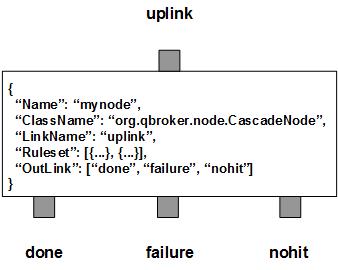 uplink
{
“Name”: “mynode”,
“ClassName”: “org.qbroker.node.CascadeNode”,
“LinkName”: “uplink”,
“Ruleset”: [{...}, {...}],
“OutLink”: [“done”, “failure”, “nohit”]
}
done failure nohit